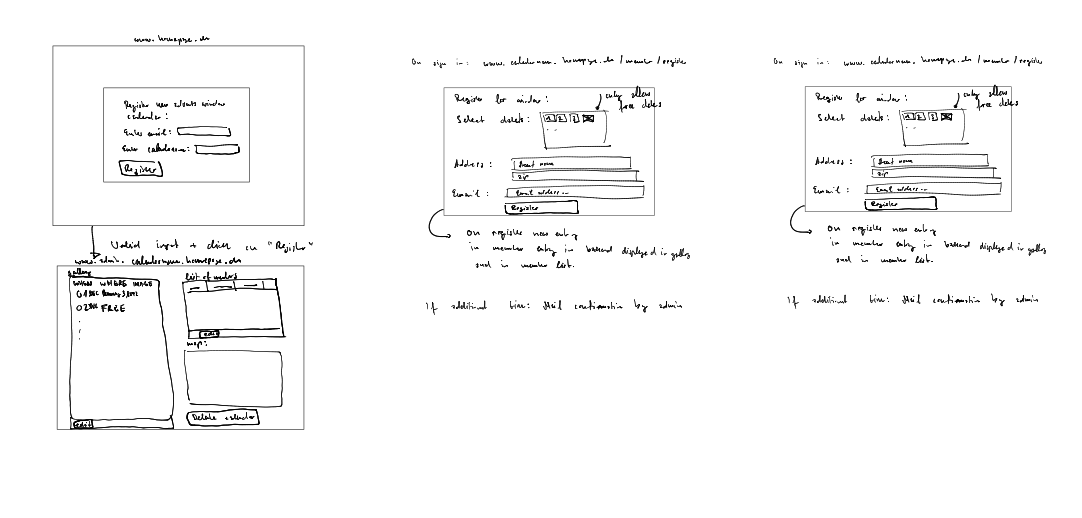 www.homepage.de
Register new advents window
calendar:
Enter email:
Enter calendarname:
Register
Valid input + click on "Register"
www.admin.calendarname.homepage.de
gallery
WHEN WHERE IMAGE
01 DEC
02 DEC FREE
edit
List of members
edit
map:
Delete calendar
On sign in: www.calendarname.homepage.de/member/register
Register for window:
only allow
free dates
Select date:
1 2 3
Address:
Street name
Zip
Email:
Email address...
Register
On register new entry
in member entry in backend displayed in gallery
and in member list.
If additional time: Mail confirmation by admin
On sign in: www.calendarname.homepage.de/member/register
Register for window:
only allow
free dates
Select date:
1 2 3
Address:
Street name
Zip
Email:
Email address...
Register
On register new entry
in member entry in backend displayed in gallery
and in member list.
If additional time: Mail confirmation by admin